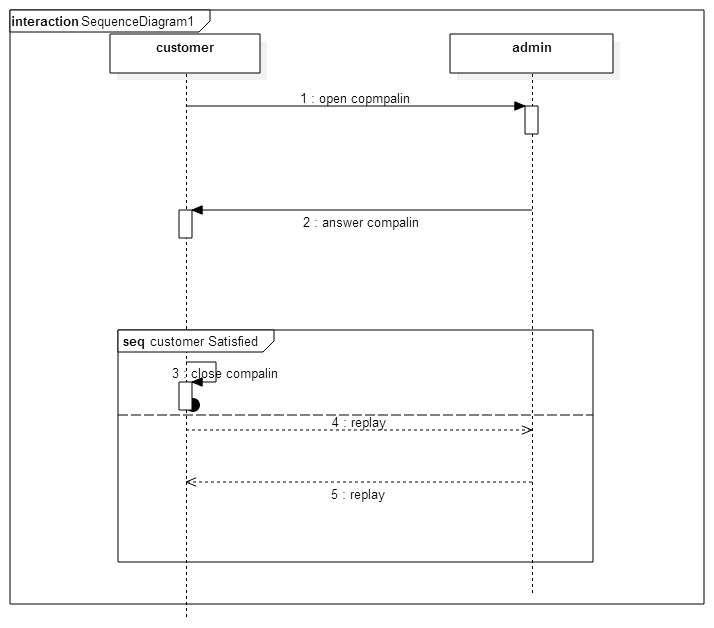 interaction SequenceDiagram1
customer
admin
1 : open copmpalin
2 : answer compalin
seq customer Satisfied
3 : close compalin
4 : replay
5 : replay